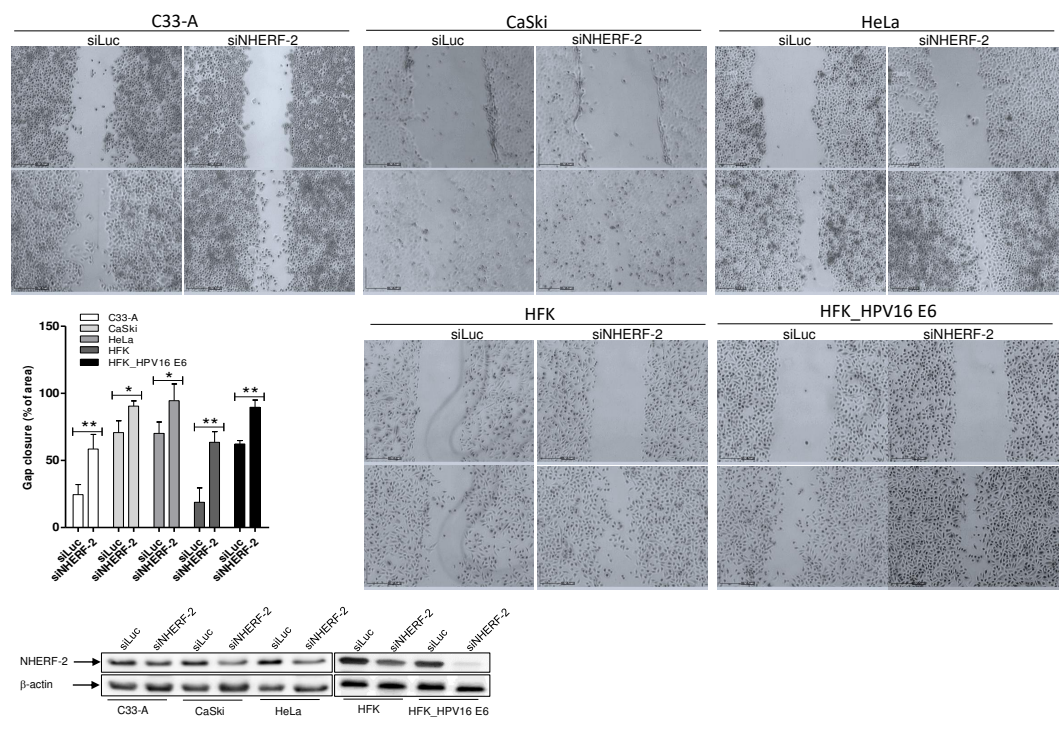 C33-A CaSki HeLa
siLuc siNHERF-2 siLuc siNHERF-2 siLuc siNHERF-2
HFK HFK_HPV16 E6
siLuc siNHERF-2 siLuc siNHERF-2
C33-A
CaSki
HeLa
HFK
HFK_HPV16 E6
Gap closure (% of area)
150
100
50
0
** * * ** **
siLuc siNHERF-2 siLuc siNHERF-2 siLuc siNHERF-2 siLuc siNHERF-2 siLuc siNHERF-2
siLuc siNHERF-2 siLuc siNHERF-2 siLuc siNHERF-2 siLuc siNHERF-2 siLuc siNHERF-2
NHERF-2
β-actin
C33-A CaSki HeLa HFK HFK_HPV16 E6